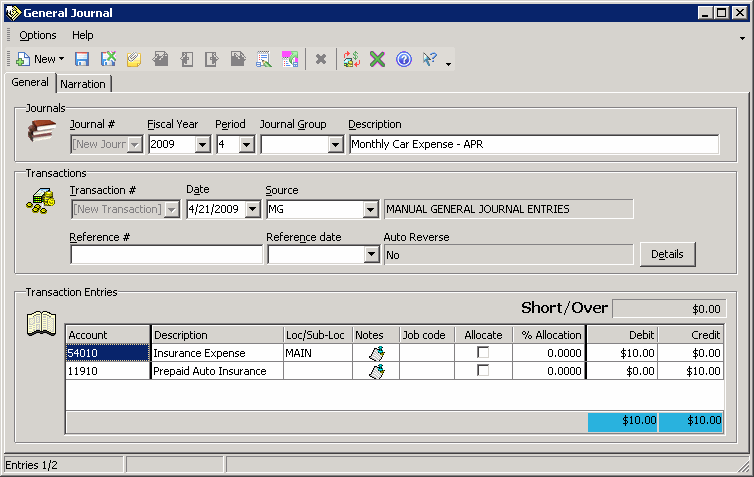 General Journal
Options Help
New
General Narration
Journals
Journal # Fiscal Year Period Journal Group Description
[New Journ 2009 4 Monthly Car Expense - APR
Transactions
Transaction # Date Source
[New Transaction] 4/21/2009 MG MANUAL GENERAL JOURNAL ENTRIES
Reference # Reference date Auto Reverse
No Details
Transaction Entries
Short/Over $0.00
Account Description Loc/Sub-Loc Notes Job code Allocate % Allocation Debit Credit
54010 Insurance Expense MAIN 0.0000 $10.00 $0.00
11910 Prepaid Auto Insurance 0.0000 $0.00 $10.00
$10.00 $10.00
Entries 1/2